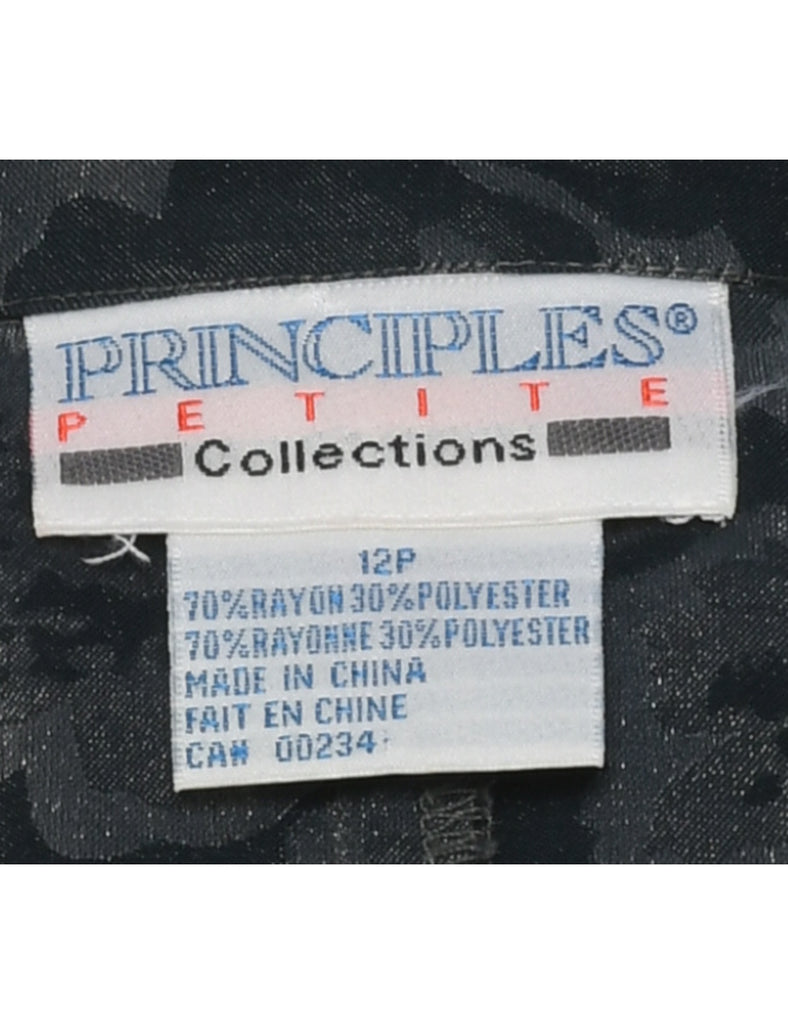 PRINCIPLES®
PETITE
Collections
12P
70%RAYON30%POLYESTER
70%RAYONNE30%POLYESTER
MADE IN CHINA
FAIT EN CHINE
CA# 00234